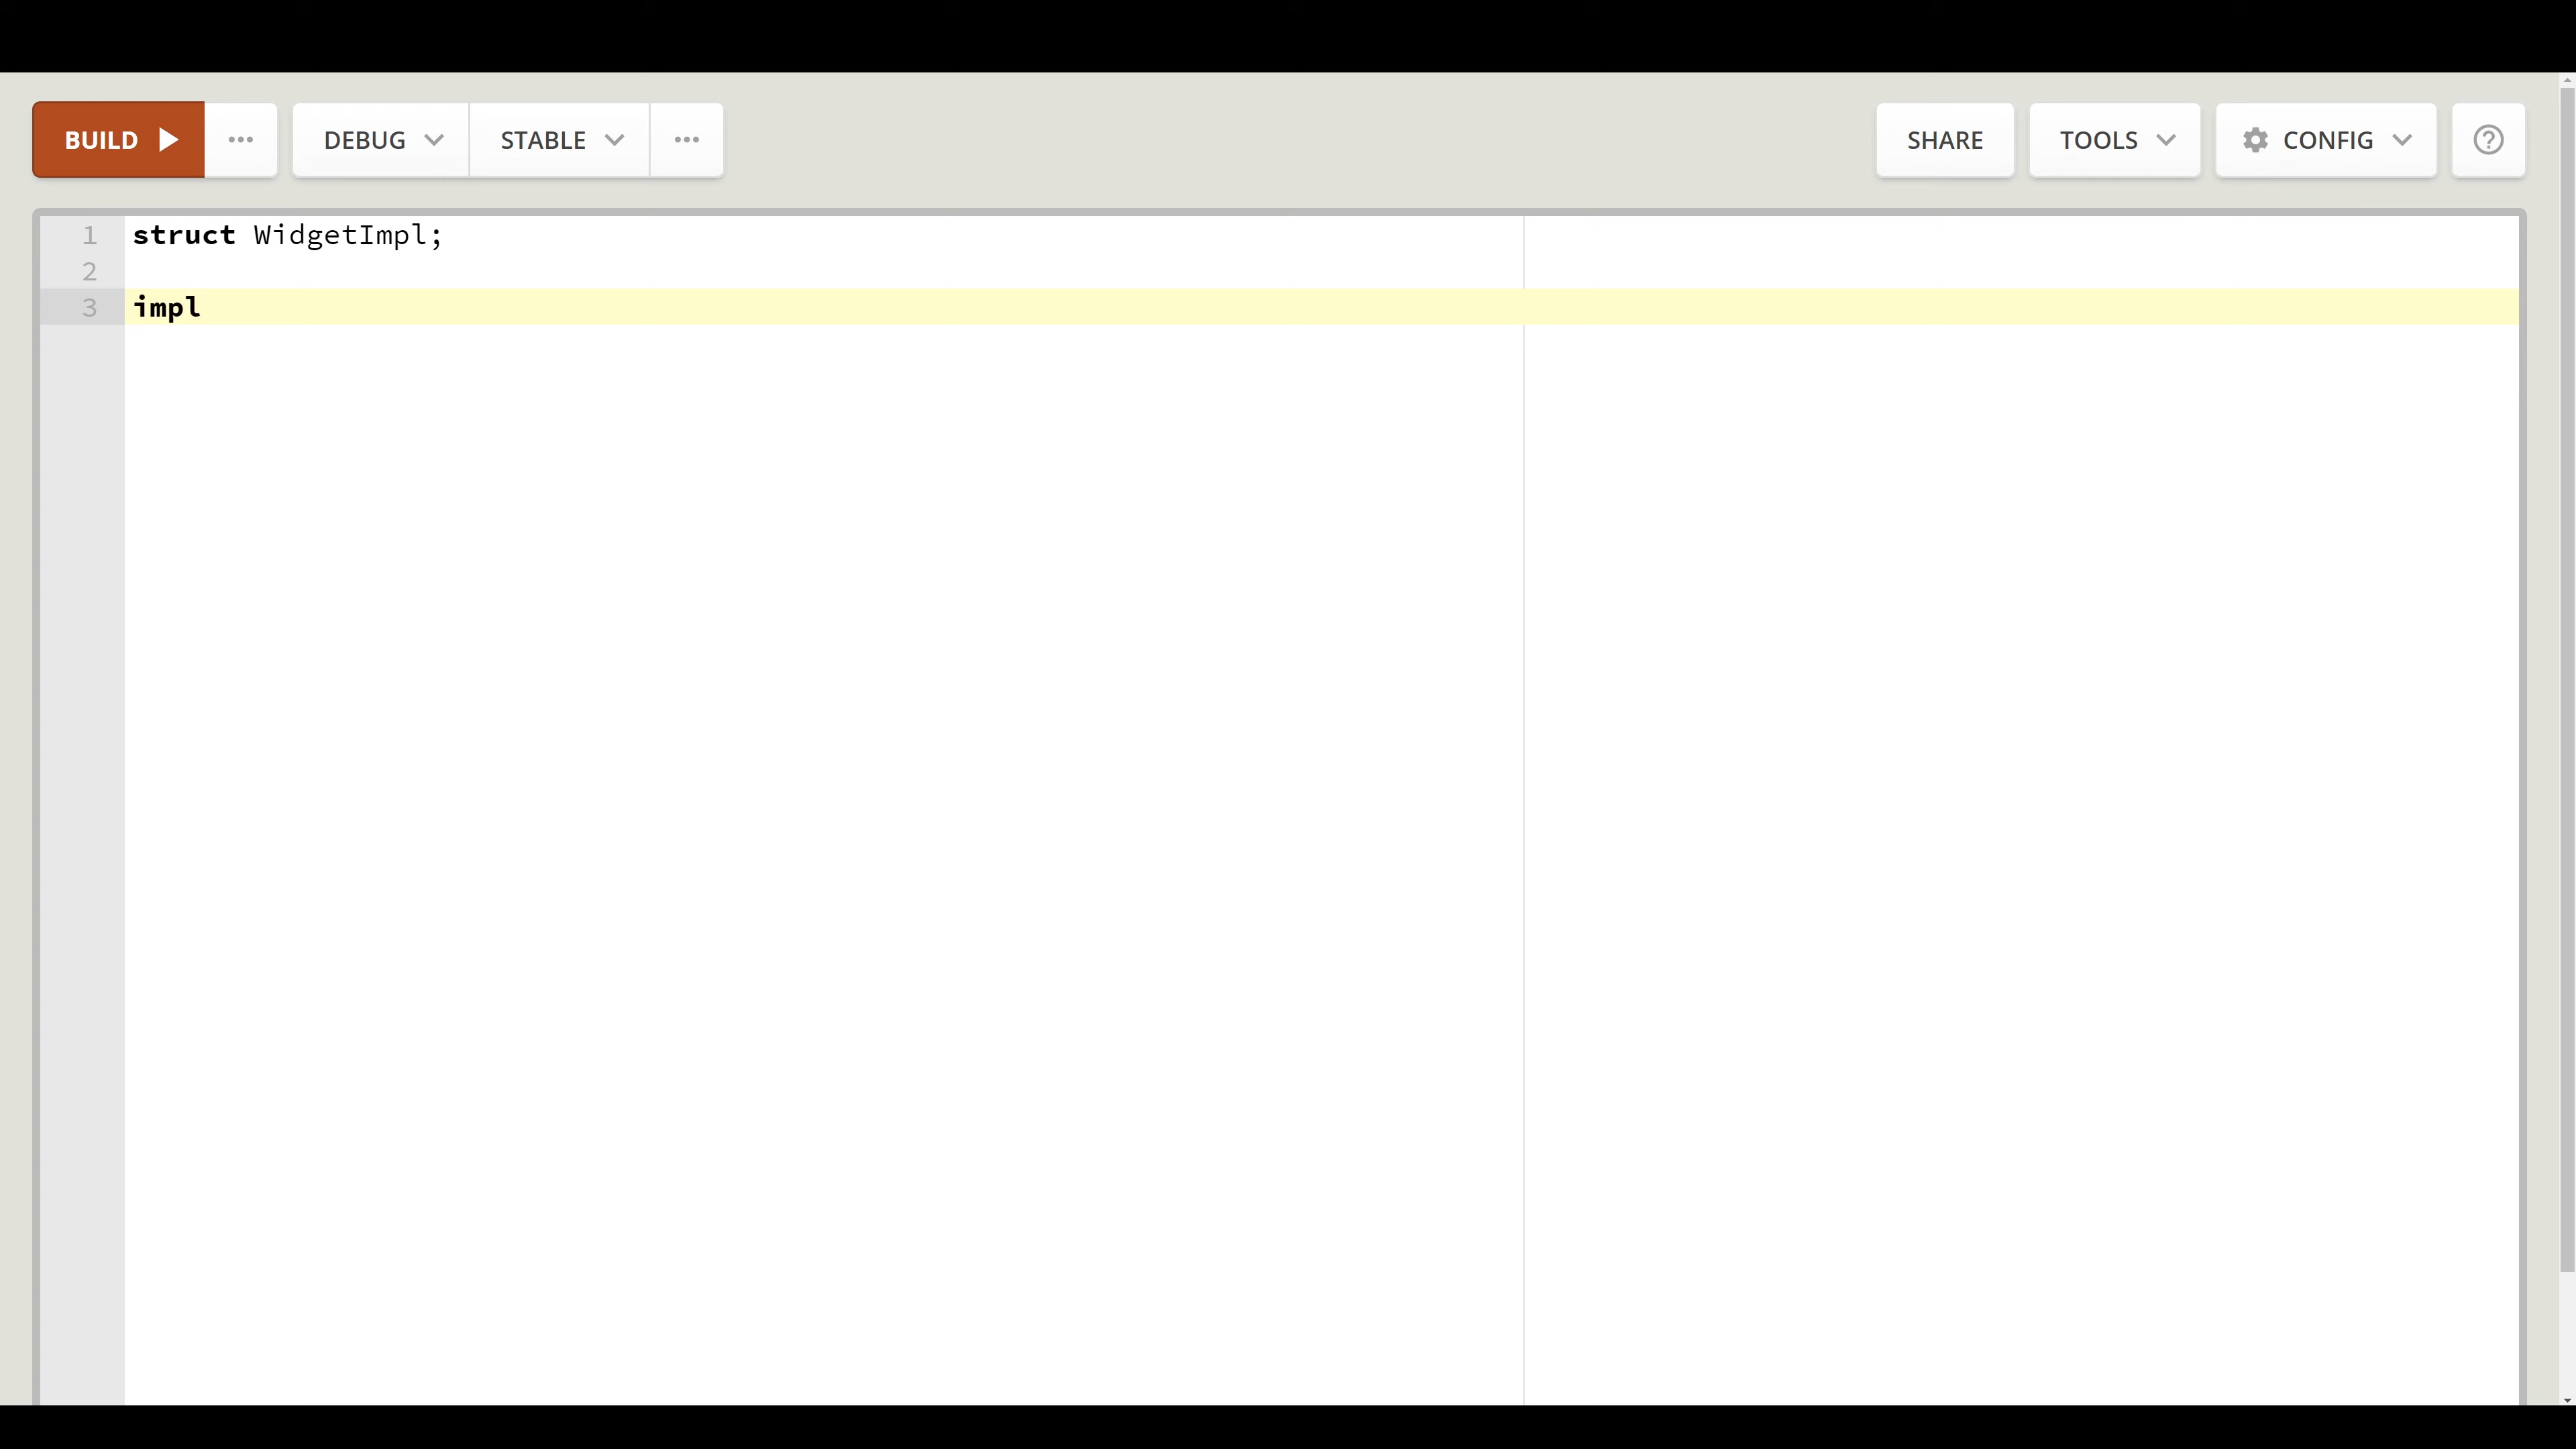 BUILD ▶ ••• DEBUG STABLE ••• SHARE TOOLS CONFIG ?
1 struct WidgetImpl;
2
3 impl